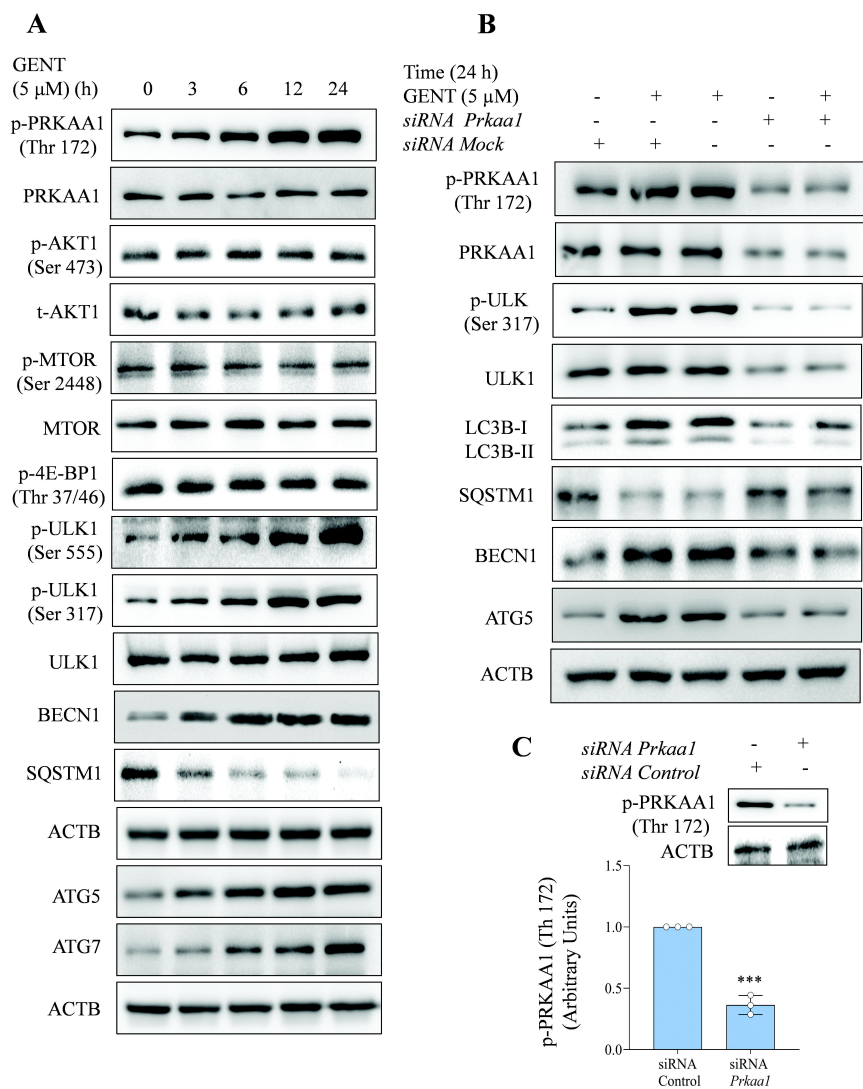 A
GENT
(5 μM) (h)
0 3 6 12 24
p-PRKAA1
(Thr 172)
PRKAA1
p-AKT1
(Ser 473)
t-AKT1
p-MTOR
(Ser 2448)
MTOR
p-4E-BP1
(Thr 37/46)
p-ULK1
(Ser 555)
p-ULK1
(Ser 317)
ULK1
BECN1
SQSTM1
ACTB
ATG5
ATG7
ACTB
B
Time (24 h)
GENT (5 μM) - + + - +
siRNA Prkaa1 - - - + +
siRNA Mock + + - - -
p-PRKAA1
(Thr 172)
PRKAA1
p-ULK
(Ser 317)
ULK1
LC3B-I
LC3B-II
SQSTM1
BECN1
ATG5
ACTB
C
siRNA Prkaa1 - +
siRNA Control + -
p-PRKAA1
(Thr 172)
ACTB
p-PRKAA1 (Th 172)
(Arbitrary Units)
1.0
0.5
0.0
***
siRNA
Control
siRNA
Prkaa1